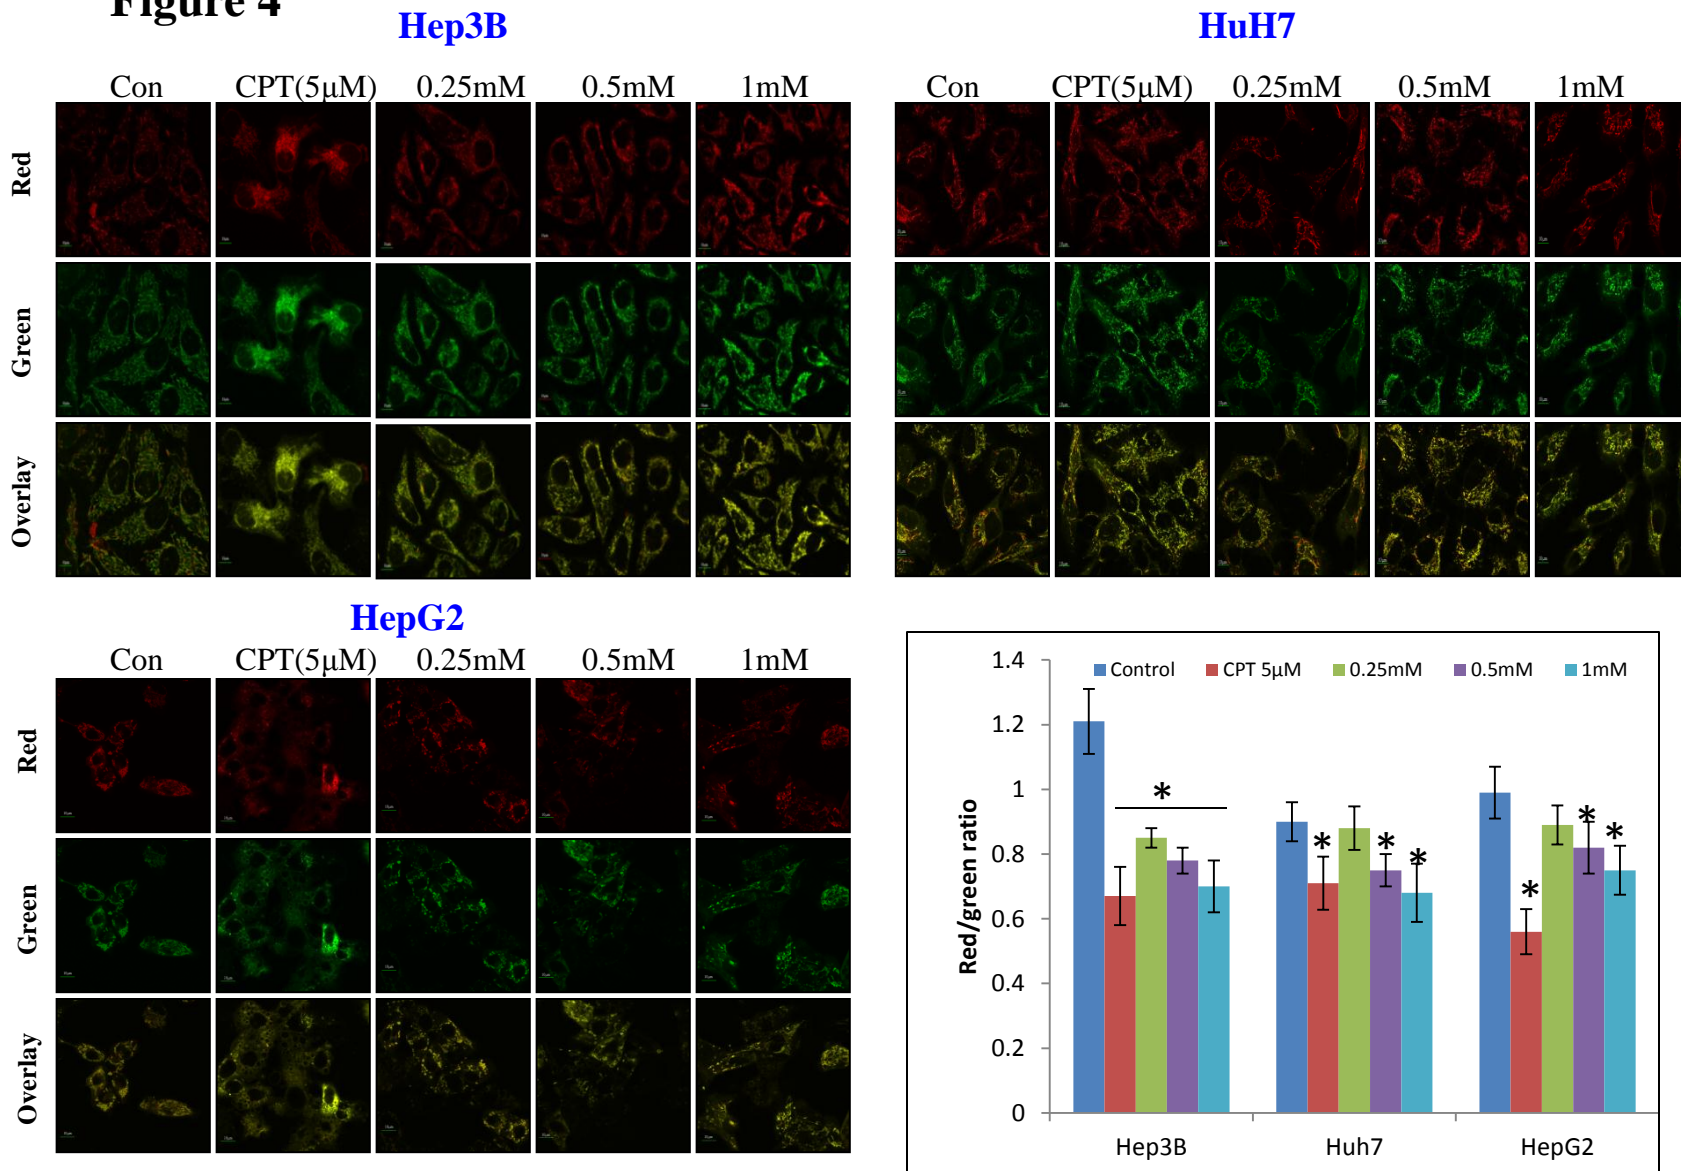 Figure 4
Hep3B
HuH7
Con CPT(5μM) 0.25mM 0.5mM 1mM
Con CPT(5μM) 0.25mM 0.5mM 1mM
Red
Green
Overlay
HepG2
Con CPT(5μM) 0.25mM 0.5mM 1mM
Red
Green
Overlay
Control CPT 5μM 0.25mM 0.5mM 1mM
Red/green ratio
1.4
1.2
1
0.8
0.6
0.4
0.2
0
* * * * * * *
Hep3B Huh7 HepG2